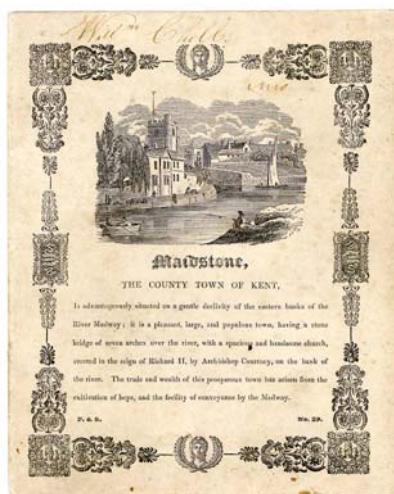 Maidstone,
THE COUNTY TOWN OF KENT,
Is advantageously situated on a gentle declivity of the eastern banks of the
River Medway; it is a pleasant, large, and populous town, having a stone
bridge of seven arches over the river, with a spacious and handsome church,
erected in the reign of Richard II, by Archbishop Courtney, on the bank of
the river. The trade and wealth of this prosperous town has arisen from the
cultivation of hops, and the facility of conveyance by the Medway.
No. 29.